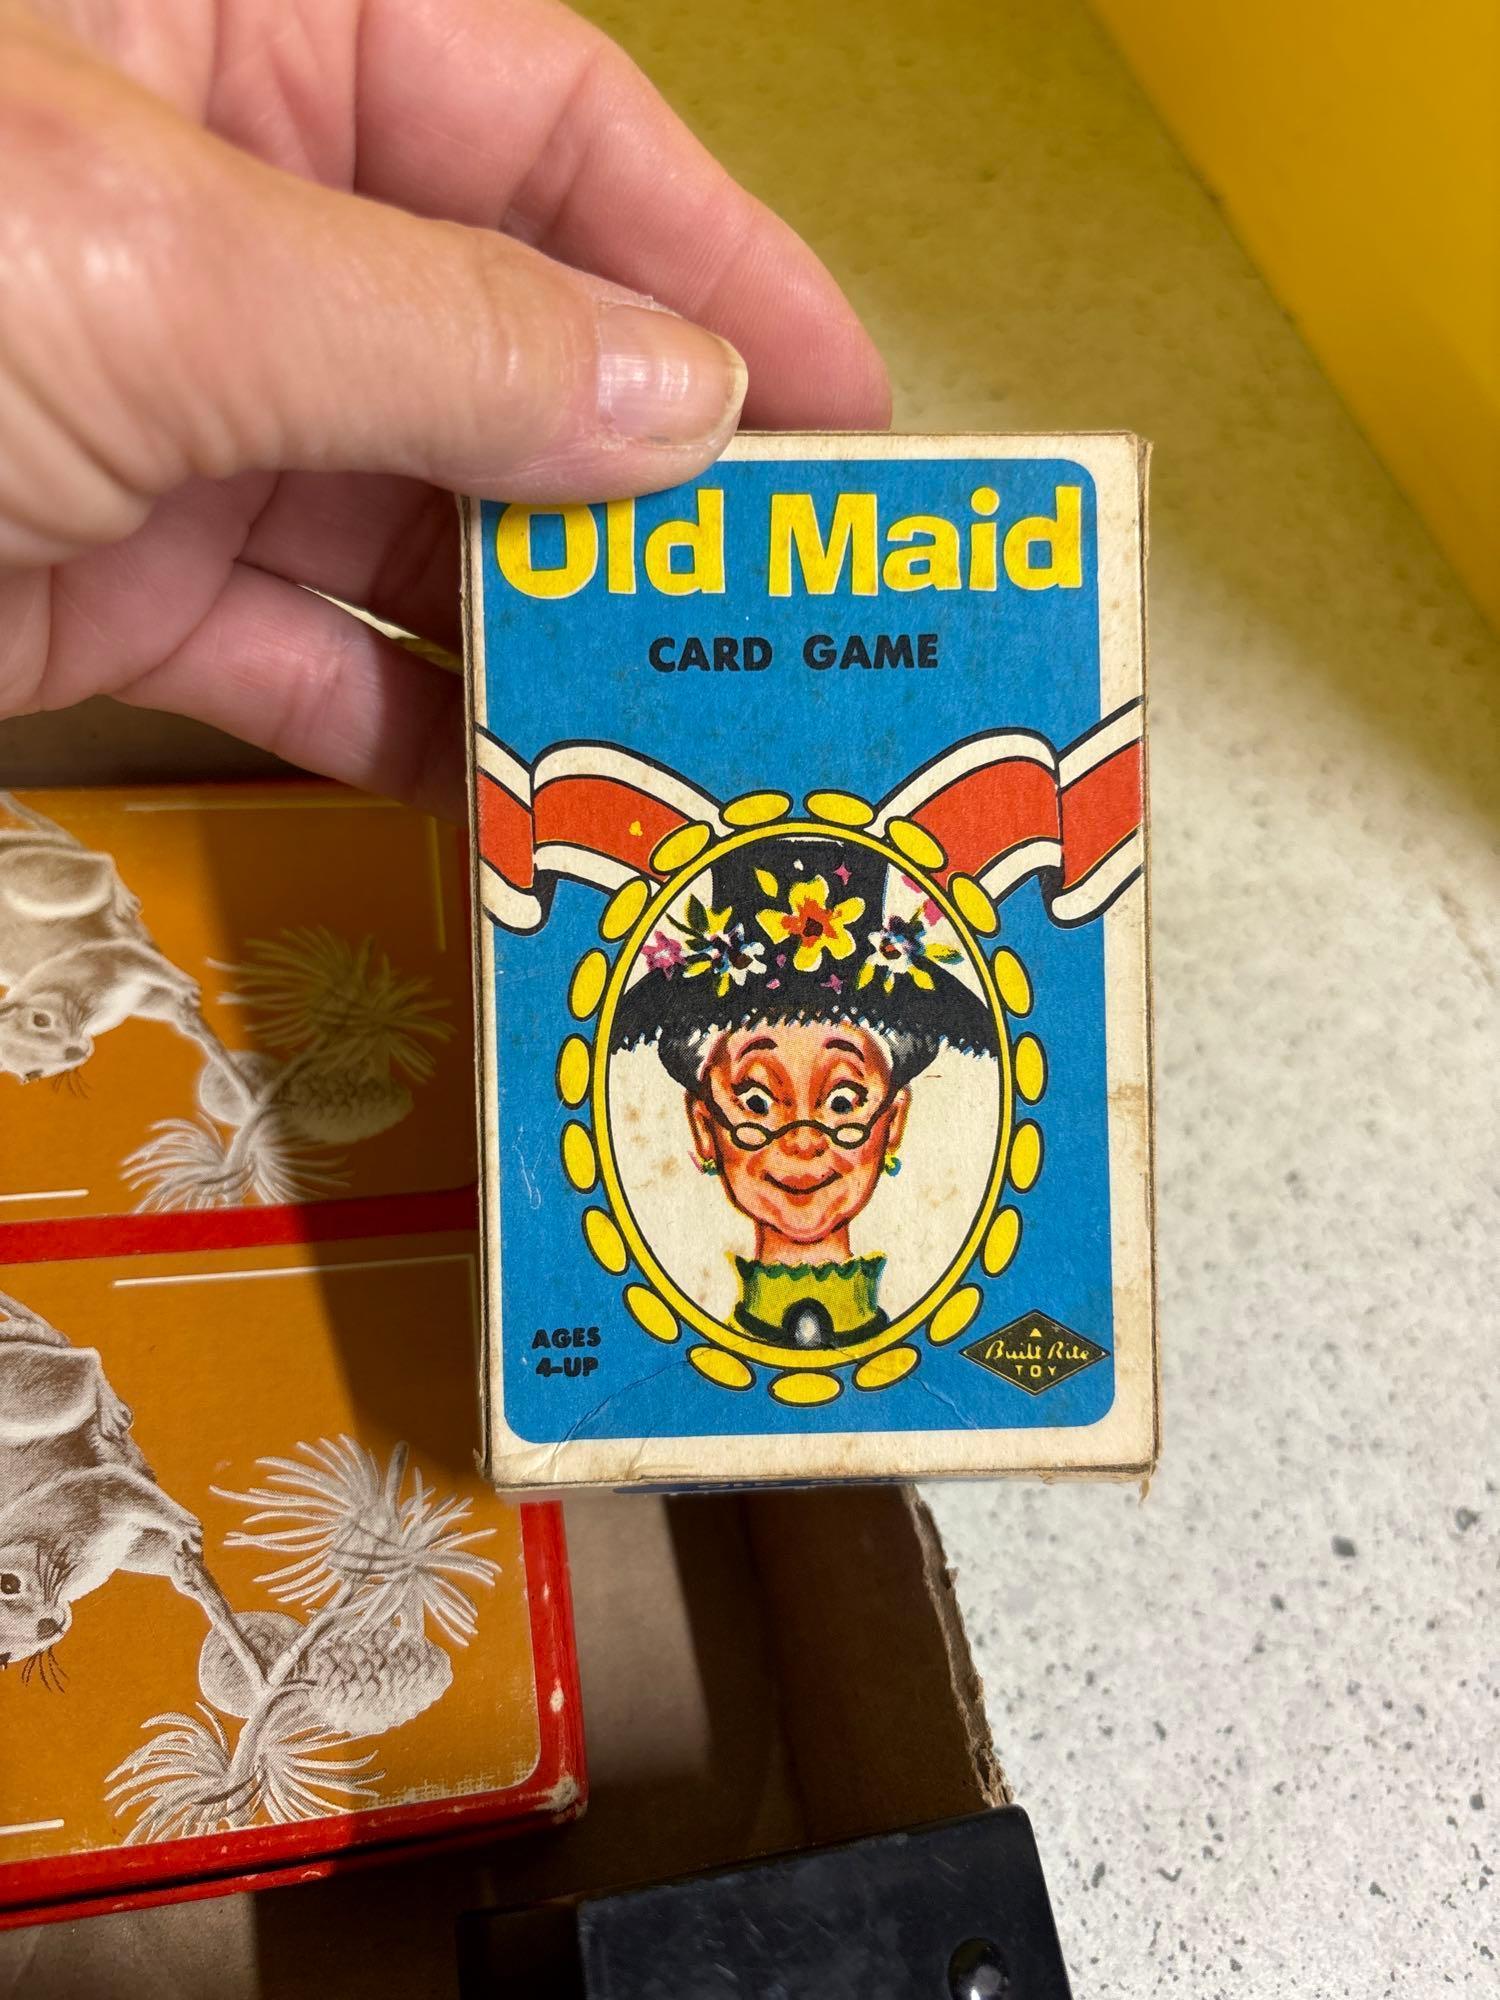 Old Maid
CARD GAME
AGES
4-UP
A
Built Rite
TOY